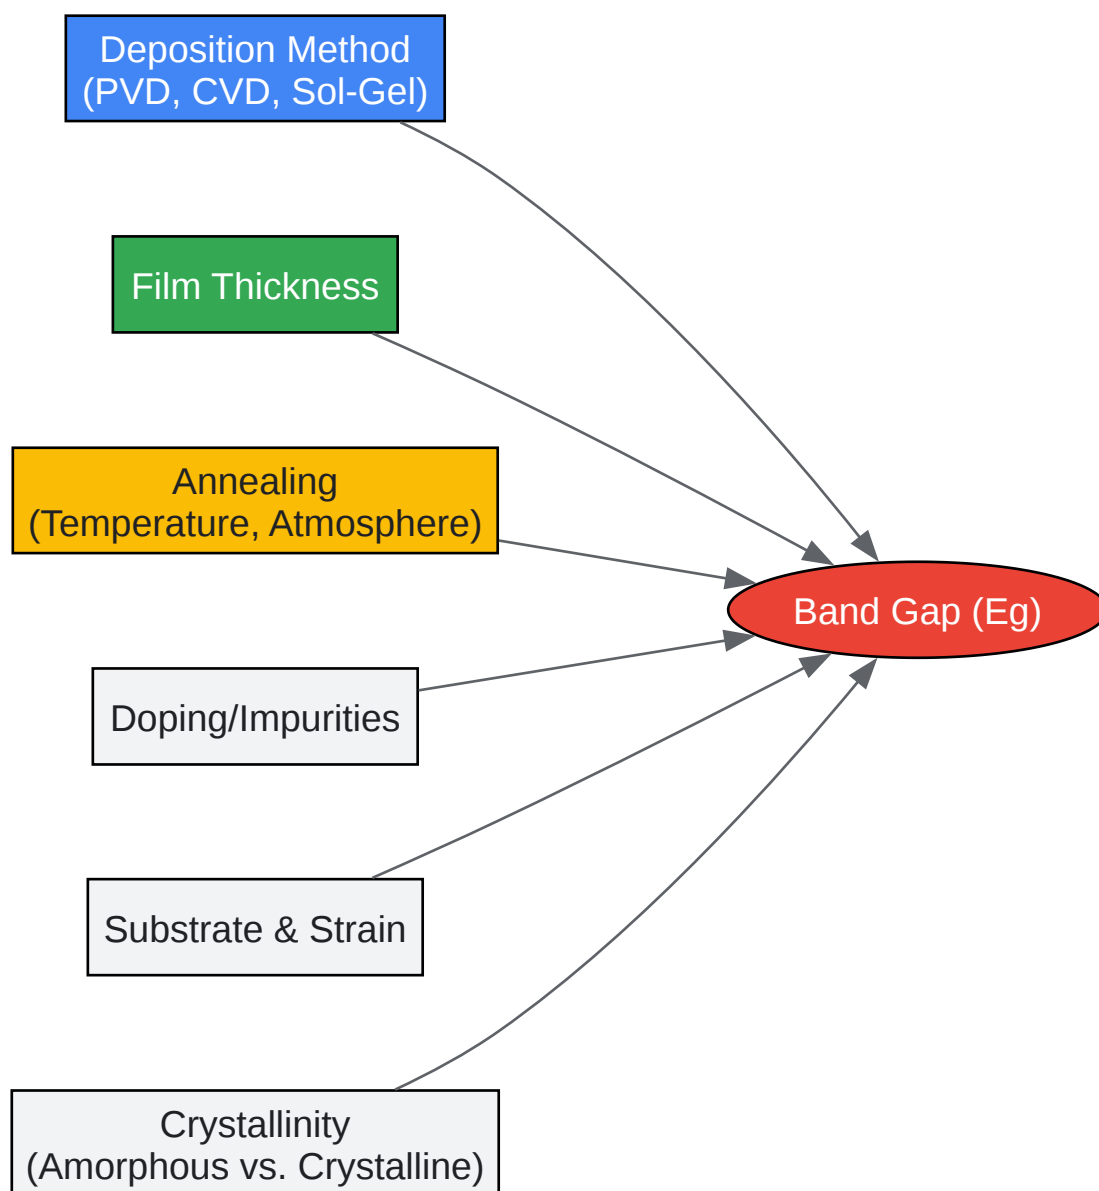 Deposition Method
(PVD, CVD, Sol-Gel)
Film Thickness
Annealing
(Temperature, Atmosphere)
Band Gap (Eg)
Doping/Impurities
Substrate & Strain
Crystallinity
(Amorphous vs. Crystalline)